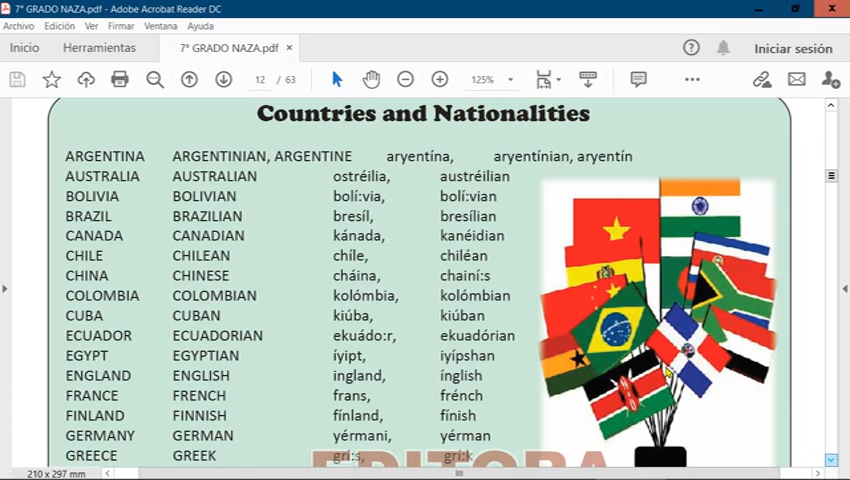 7° GRADO NAZA.pdf - Adobe Acrobat Reader DC
Archivo Edición Ver Firmar Ventana Ayuda
Inicio Herramientas 7° GRADO NAZA.pdf × Iniciar sesión
12 / 63 125%
Countries and Nationalities
ARGENTINA ARGENTINIAN, ARGENTINE aryentína, aryentínian, aryentín
AUSTRALIA AUSTRALIAN ostréilia, austréilian
BOLIVIA BOLIVIAN bolí:via, bolí:vian
BRAZIL BRAZILIAN bresíl, bresílian
CANADA CANADIAN kánada, kanéidian
CHILE CHILEAN chíle, chiléan
CHINA CHINESE cháina, chainí:s
COLOMBIA COLOMBIAN kolómbia, kolómbian
CUBA CUBAN kiúba, kiúban
ECUADOR ECUADORIAN ekuádo:r, ekuadórian
EGYPT EGYPTIAN íyipt, iyípshan
ENGLAND ENGLISH ingland, ínglish
FRANCE FRENCH frans, frénch
FINLAND FINNISH fínland, fínish
GERMANY GERMAN yérmani, yérman
GREECE GREEK grí:s, grí:k
EDITORA
210 x 297 mm